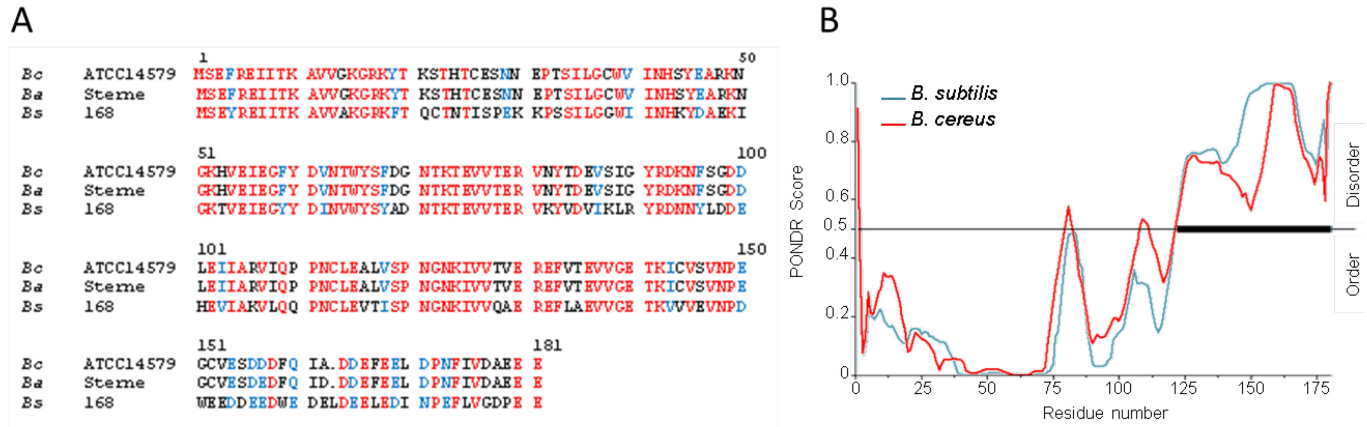 A
1 50
Bc ATCC14579 MSEFREIITK AVVGKGRKYT KSTHTCESNN EPTSILGCWV INHSYEARKN
Ba Sterne MSEFREIITK AVVGKGRKYT KSTHTCESNN EPTSILGCWV INHSYEARKN
Bs 168 MSEYREIITK AVVAKGRKFT QCTNTISPEK KPSSILGGWI INHKYDAEKI
51 100
Bc ATCC14579 GKHVEIEGFY DVNTWYSFDG NTKTEVVTER VNYTDEVSIG YRDKNFSGDD
Ba Sterne GKHVEIEGFY DVNTWYSFDG NTKTEVVTER VNYTDEVSIG YRDKNFSGDD
Bs 168 GKTVEIEGYY DINVWYSYAD NTKTEVVTER VKYVDVIKLR YRDNNYLDDE
101 150
Bc ATCC14579 LEIIARVIQP PNCLEALVSP NGNKIVVTVE REFVTEVVGE TKICVSVNPE
Ba Sterne LEIIARVIQP PNCLEALVSP NGNKIVVTVE REFVTEVVGE TKICVSVNPE
Bs 168 HEVIAKVLQQ PNCLEVTISP NGNKIVVQAE REFLAEVVGE TKVVVEVNPD
151 181
Bc ATCC14579 GCVESDDDFQ IA.DDEFEEL DPNFIVDAEE E
Ba Sterne GCVESDEDFQ ID.DDEFEEL DPNFIVDAEE E
Bs 168 WEEDDEEDWE DELDEELEDI NPEFLVGDPE E
B
B. subtilis
B. cereus
PONDR Score
1.0
0.8
0.6
0.5
0.4
0.2
0
0 25 50 75 100 125 150 175
Residue number
Disorder
Order